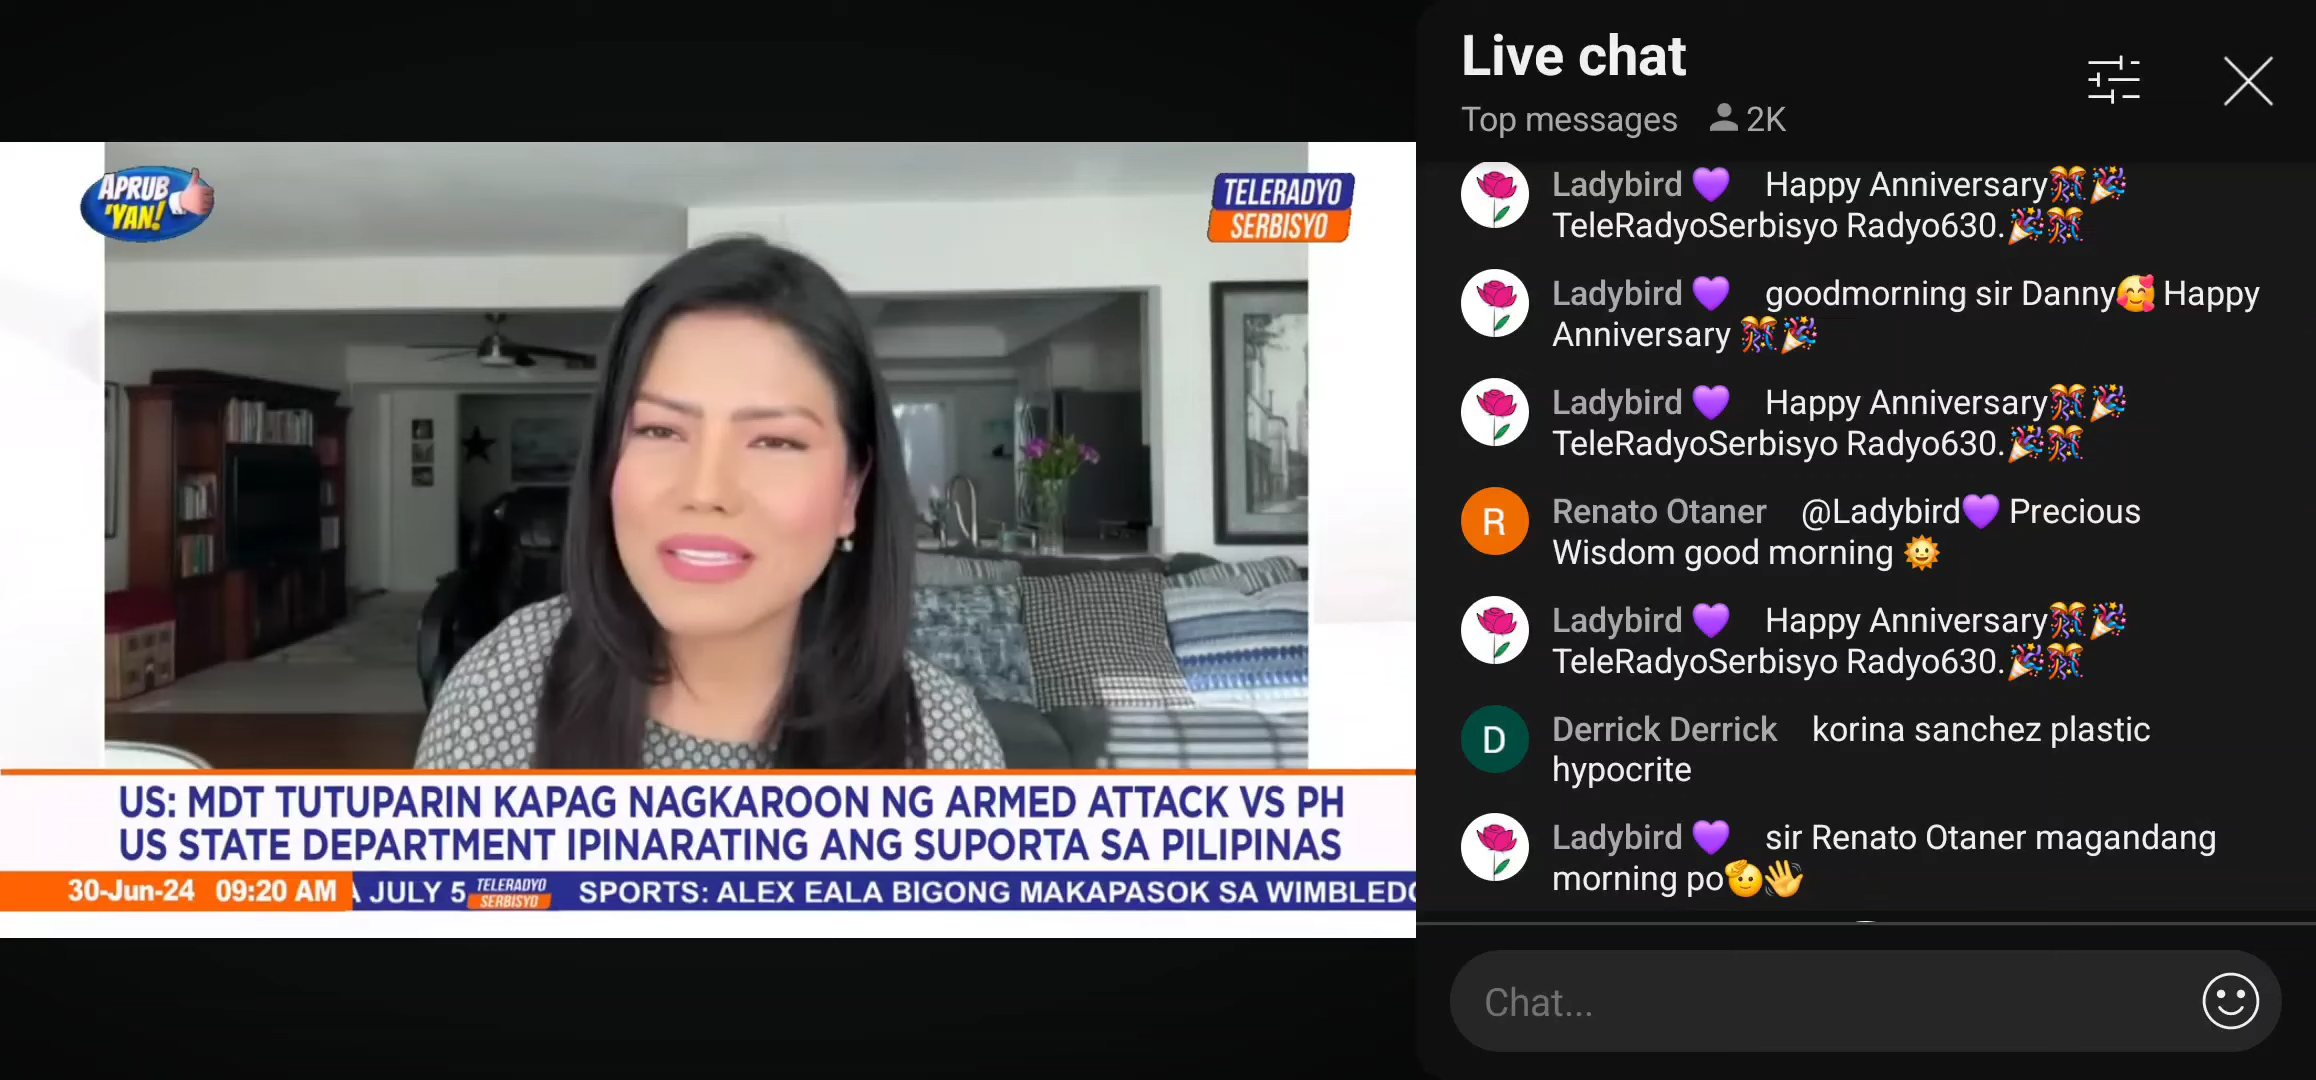 APRUB
'YAN!
TELERADYO
SERBISYO
US: MDT TUTUPARIN KAPAG NAGKAROON NG ARMED ATTACK VS PH
US STATE DEPARTMENT IPINARATING ANG SUPORTA SA PILIPINAS
30-Jun-24 09:20 AM A JULY 5 TELERADYO SERBISYO SPORTS: ALEX EALA BIGONG MAKAPASOK SA WIMBLEDO
Live chat
Top messages 2K
Ladybird 💜 Happy Anniversary🎊🎉
TeleRadyoSerbisyo Radyo630.🎉🎊
Ladybird 💜 goodmorning sir Danny🥰 Happy
Anniversary 🎊🎉
Ladybird 💜 Happy Anniversary🎊🎉
TeleRadyoSerbisyo Radyo630.🎉🎊
R
Renato Otaner @Ladybird💜 Precious
Wisdom good morning 🌞
Ladybird 💜 Happy Anniversary🎊🎉
TeleRadyoSerbisyo Radyo630.🎉🎊
D
Derrick Derrick korina sanchez plastic
hypocrite
Ladybird 💜 sir Renato Otaner magandang
morning po🫡👋
Chat...